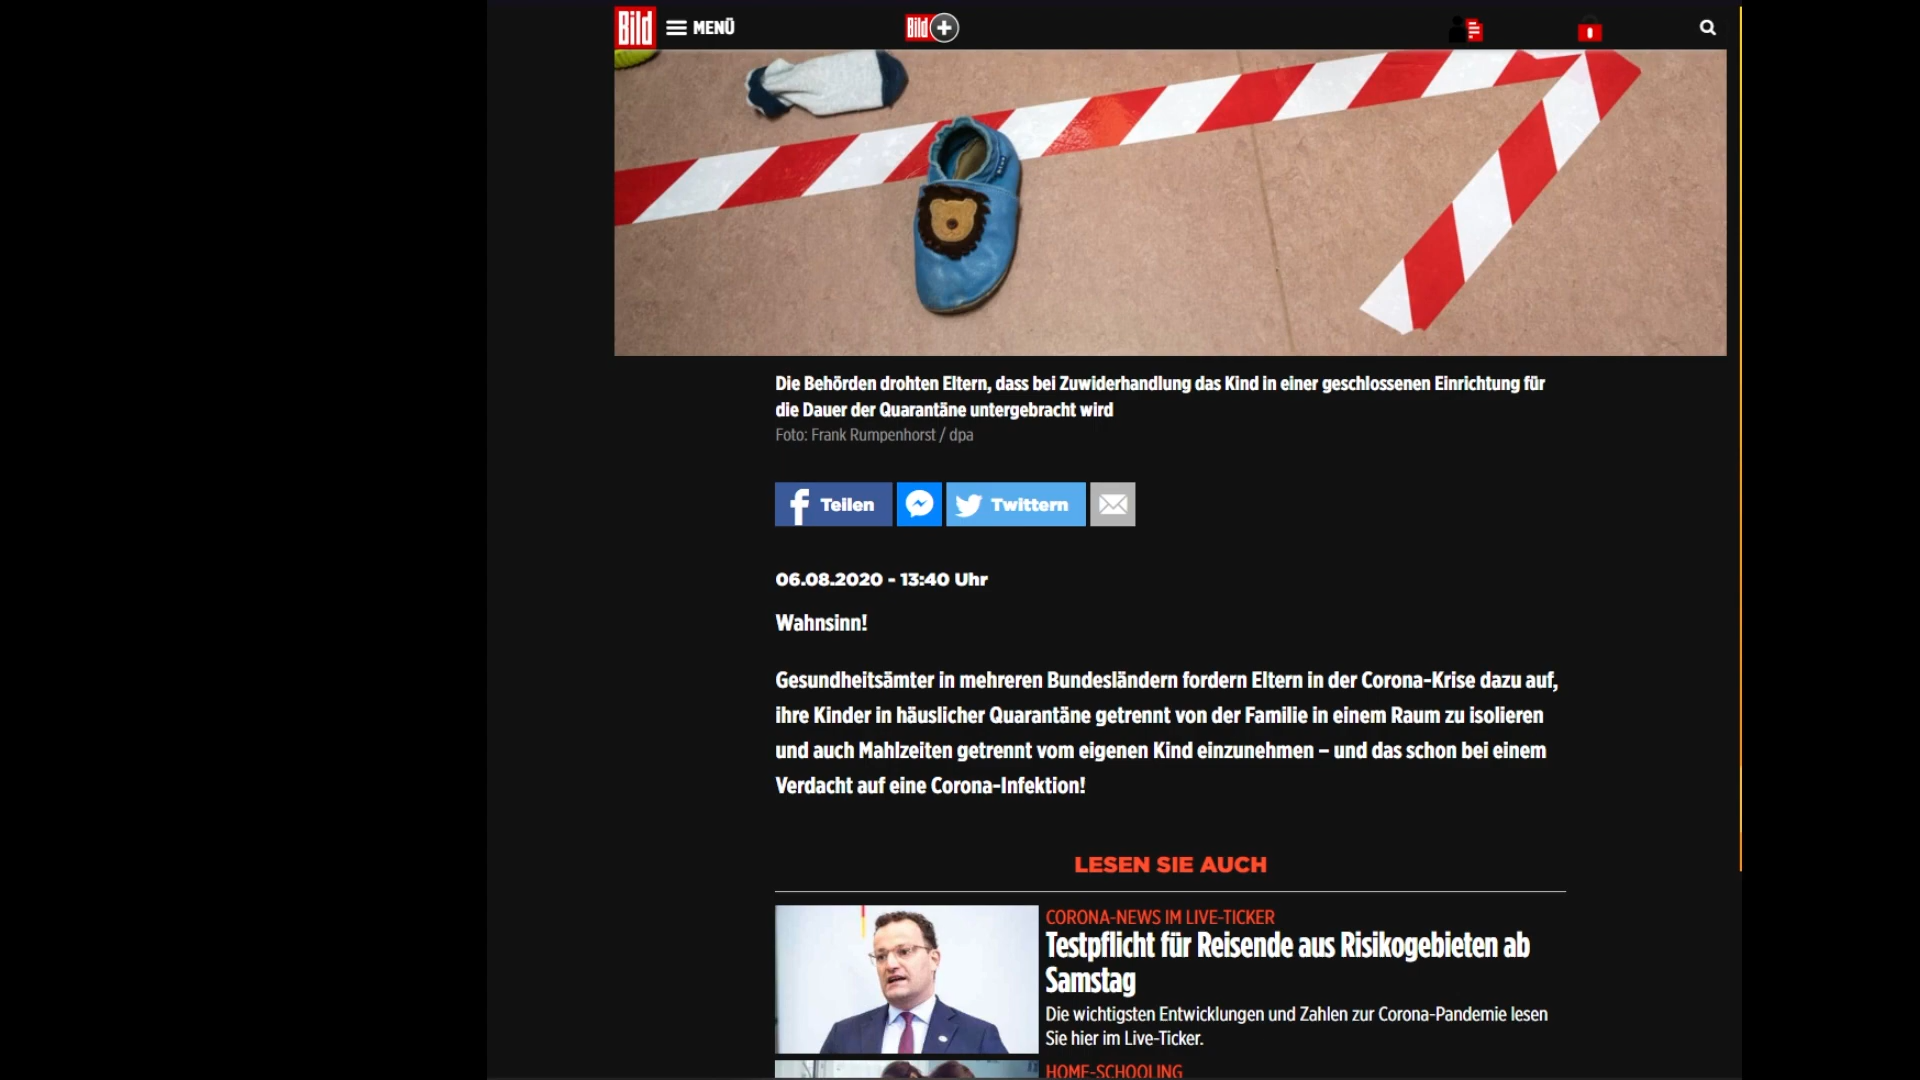 Bild MENÜ Bild
Die Behörden drohten Eltern, dass bei Zuwiderhandlung das Kind in einer geschlossenen Einrichtung für
die Dauer der Quarantäne untergebracht wird
Foto: Frank Rumpenhorst / dpa
Teilen Twittern
06.08.2020 - 13:40 Uhr
Wahnsinn!
Gesundheitsämter in mehreren Bundesländern fordern Eltern in der Corona-Krise dazu auf,
ihre Kinder in häuslicher Quarantäne getrennt von der Familie in einem Raum zu isolieren
und auch Mahlzeiten getrennt vom eigenen Kind einzunehmen – und das schon bei einem
Verdacht auf eine Corona-Infektion!
LESEN SIE AUCH
CORONA-NEWS IM LIVE-TICKER
Testpflicht für Reisende aus Risikogebieten ab
Samstag
Die wichtigsten Entwicklungen und Zahlen zur Corona-Pandemie lesen
Sie hier im Live-Ticker.
HOME-SCHOOLING